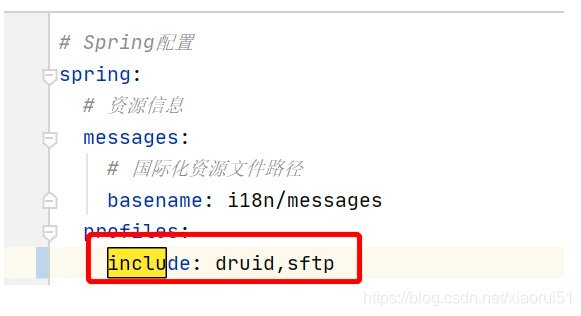 # Spring配置
spring:
# 资源信息
messages:
# 国际化资源文件路径
basename: i18n/messages
profiles:
include: druid,sftp
https://blog.csdn.net/xiaorui51